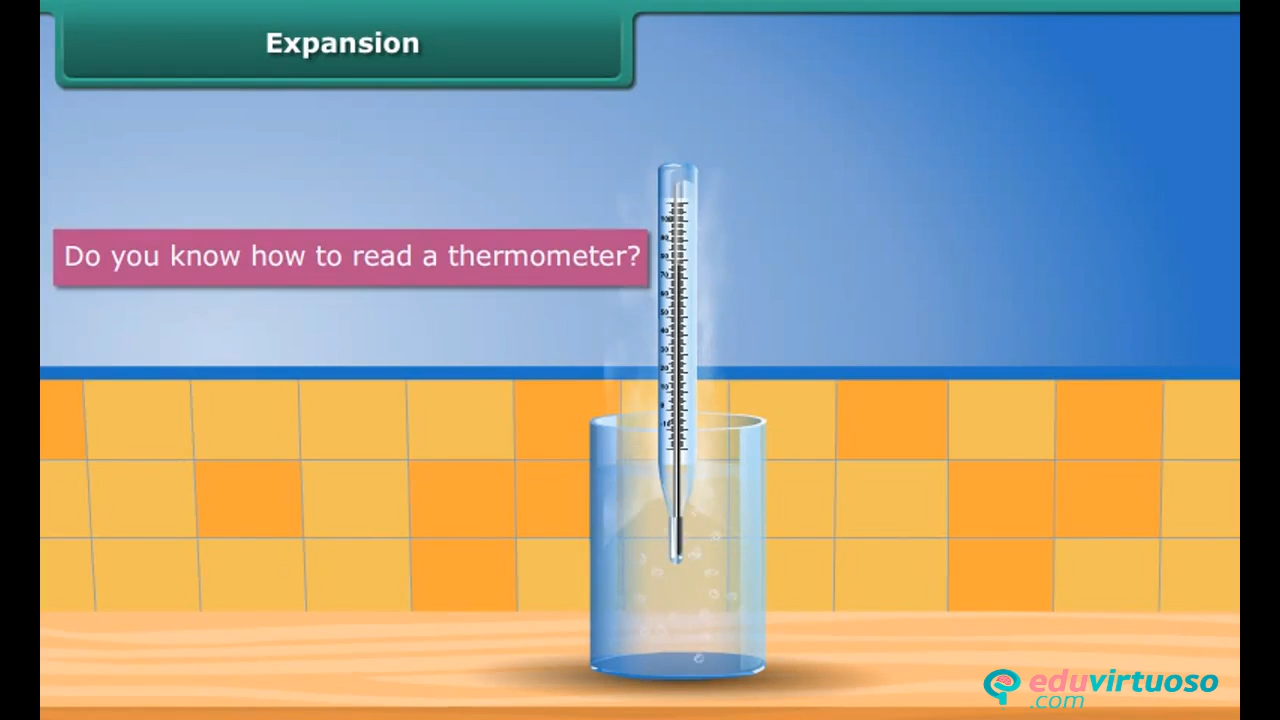 Expansion
Do you know how to read a thermometer?
eduvirtuoso
.com